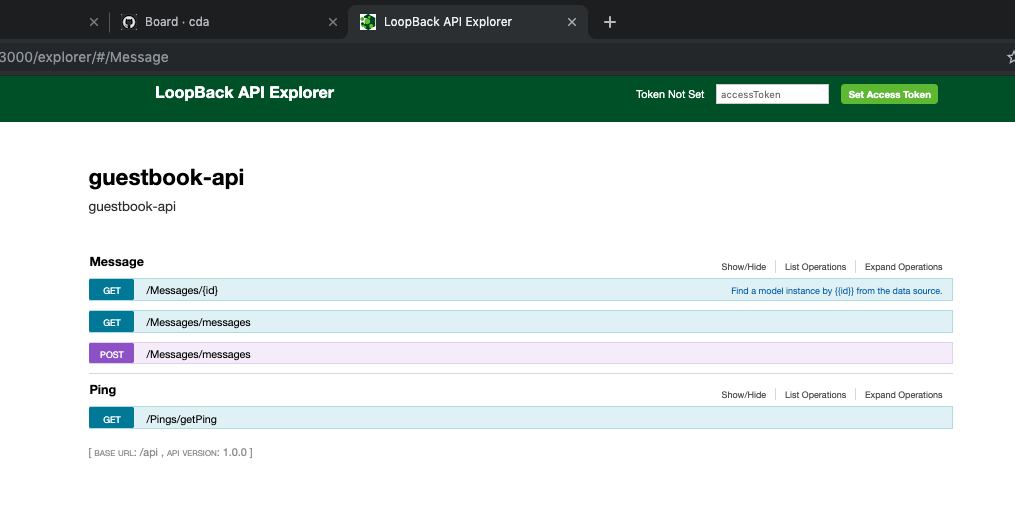 Board · cda
LoopBack API Explorer
3000/explorer/#/Message
LoopBack API Explorer
Token Not Set
accessToken
Set Access Token
guestbook-api
guestbook-api
Message
Show/Hide
List Operations
Expand Operations
GET /Messages/{id} Find a model instance by {{id}} from the data source.
GET /Messages/messages
POST /Messages/messages
Ping
Show/Hide
List Operations
Expand Operations
GET /Pings/getPing
[ BASE URL: /api , API VERSION: 1.0.0 ]